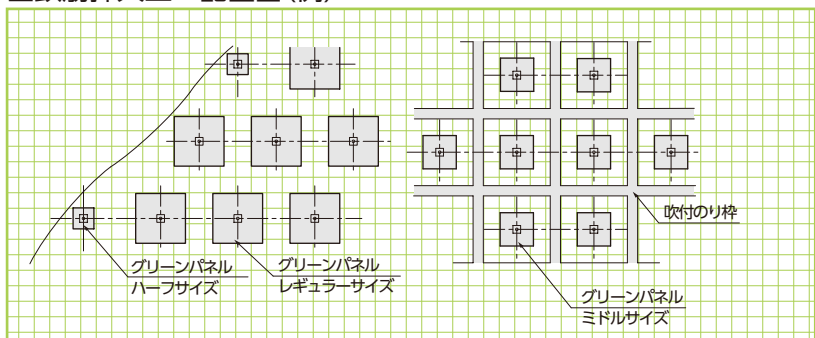 グリーンパネル
ハーフサイズ
グリーンパネル
レギュラーサイズ
吹付のり枠
グリーンパネル
ミドルサイズ